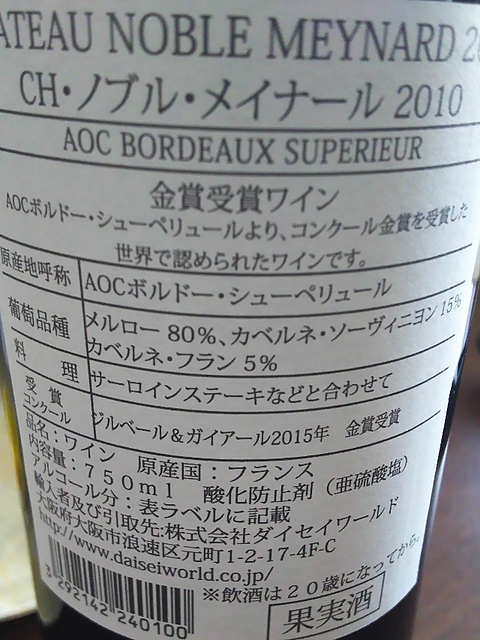 ATEAU NOBLE MEYNARD 2
CH・ノブル・メイナール 2010
AOC BORDEAUX SUPERIEUR
金賞受賞ワイン
AOCボルドー・シューペリュールより、コンクール金賞を受賞した
世界で認められたワインです。
原産地呼称 AOCボルドー・シューペリュール
葡萄品種 メルロー 80%、カベルネ・ソーヴィニヨン 15%
カベルネ・フラン 5%
料理 サーロインステーキなどと合わせて
受賞コンクール ジルベール&ガイアール2015年 金賞受賞
品名：ワイン 原産国：フランス
内容量：750ml 酸化防止剤（亜硫酸塩）
アルコール分：表ラベルに記載
輸入者及び引取先:株式会社ダイセイワールド
大阪府大阪市浪速区元町1-2-17-4F-C
http://www.daiseiworld.co.jp/
※飲酒は20歳になってから。
果実酒
3 292142 240100